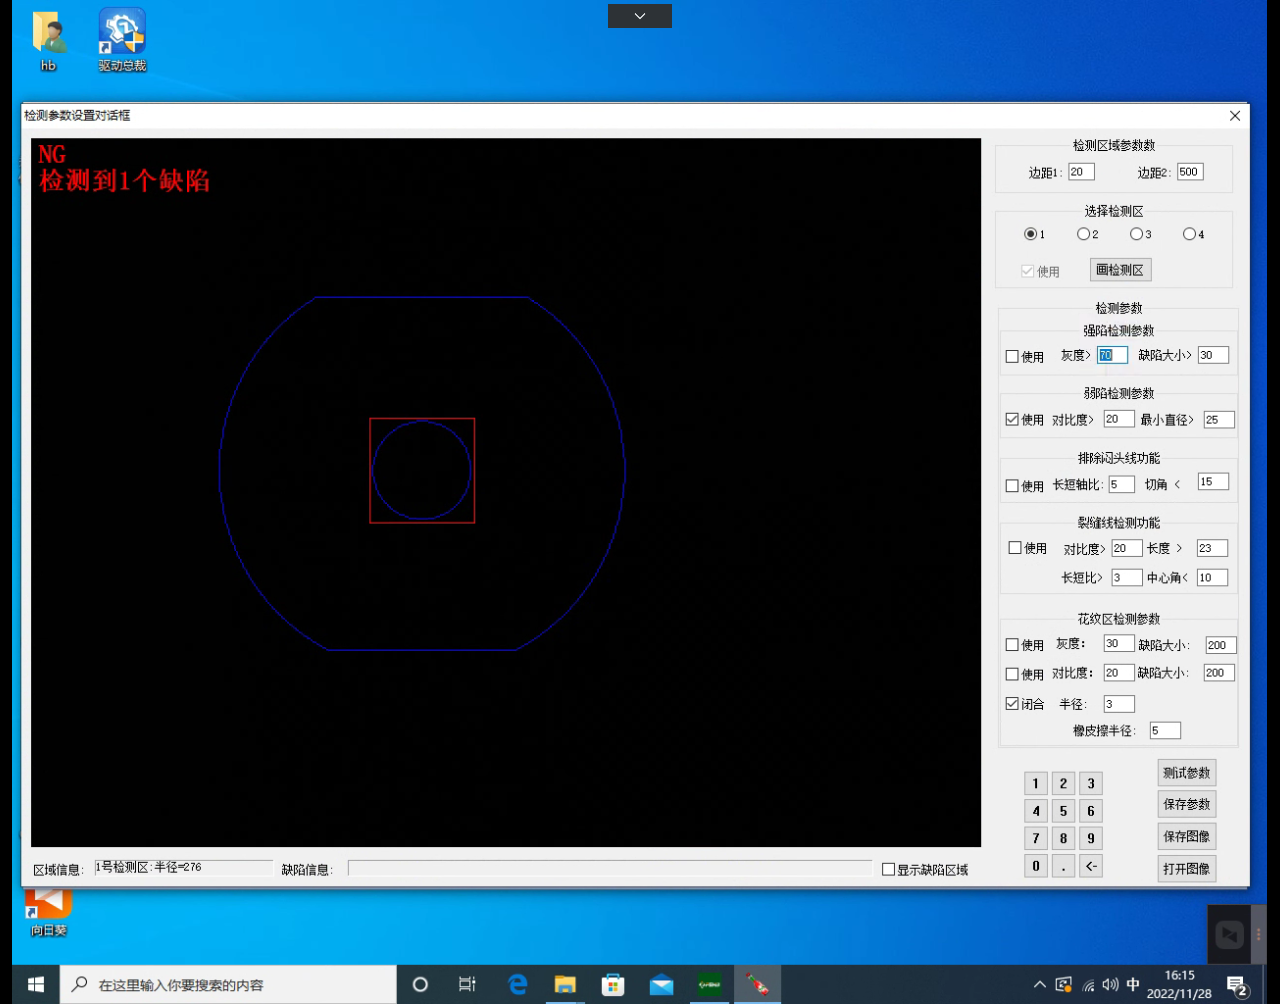 hb
驱动总裁
检测参数设置对话框
NG
检测到1个缺陷
检测区域参数数
边距1: 20 边距2: 500
选择检测区
1 2 3 4
使用 画检测区
检测参数
强陷检测参数
使用 灰度> 70 缺陷大小> 30
弱陷检测参数
使用 对比度> 20 最小直径> 25
排除闷头线功能
使用 长短轴比: 5 切角 < 15
裂缝线检测功能
使用 对比度> 20 长度 > 23
长短比> 3 中心角< 10
花纹区检测参数
使用 灰度: 30 缺陷大小: 200
使用 对比度: 20 缺陷大小: 200
闭合 半径: 3
橡皮擦半径: 5
1 2 3
4 5 6
7 8 9
0 . <-
测试参数
保存参数
保存图像
打开图像
区域信息: 1号检测区:半径=276 缺陷信息: 显示缺陷区域
向日葵
在这里输入你要搜索的内容
中
16:15
2022/11/28
2